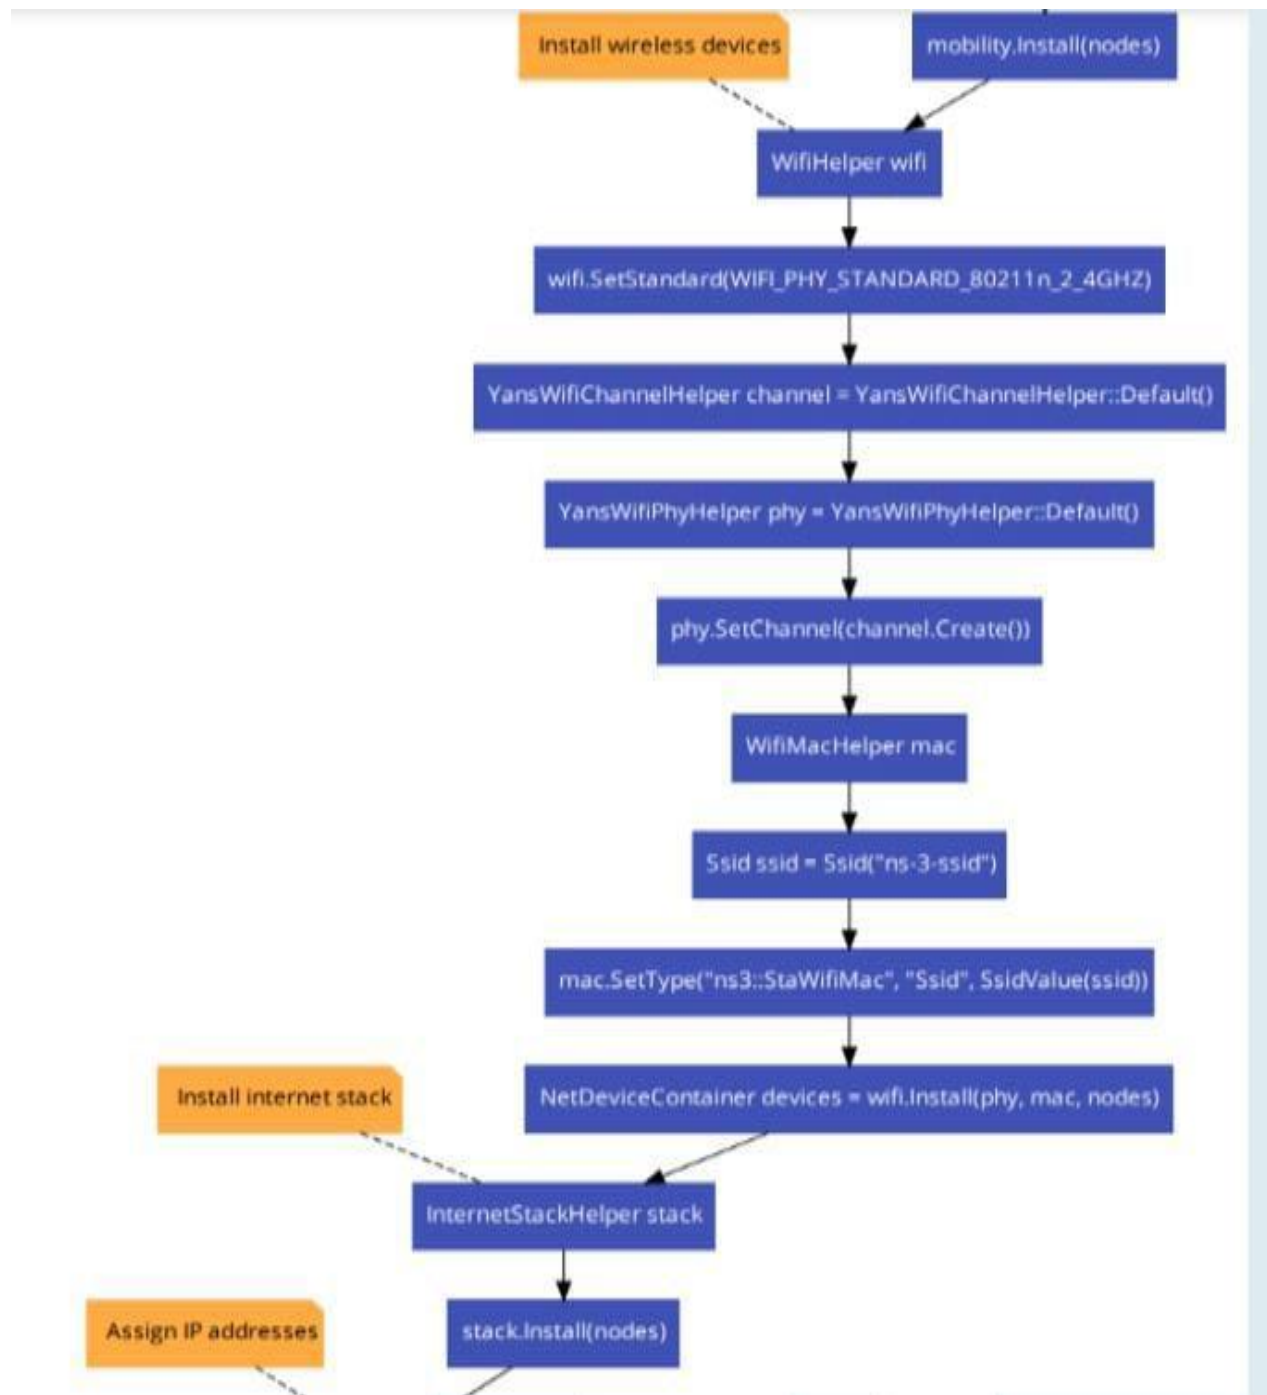 Install wireless devices
mobility.Install(nodes)
WifiHelper wifi
wifi.SetStandard(WIFI_PHY_STANDARD_80211n_2_4GHZ)
YansWifiChannelHelper channel = YansWifiChannelHelper::Default()
YansWifiPhyHelper phy = YansWifiPhyHelper::Default()
phy.SetChannel(channel.Create())
WifiMacHelper mac
Ssid ssid = Ssid("ns-3-ssid")
mac.SetType("ns3::StaWifiMac", "Ssid", SsidValue(ssid))
Install internet stack
NetDeviceContainer devices = wifi.Install(phy, mac, nodes)
InternetStackHelper stack
Assign IP addresses
stack.Install(nodes)